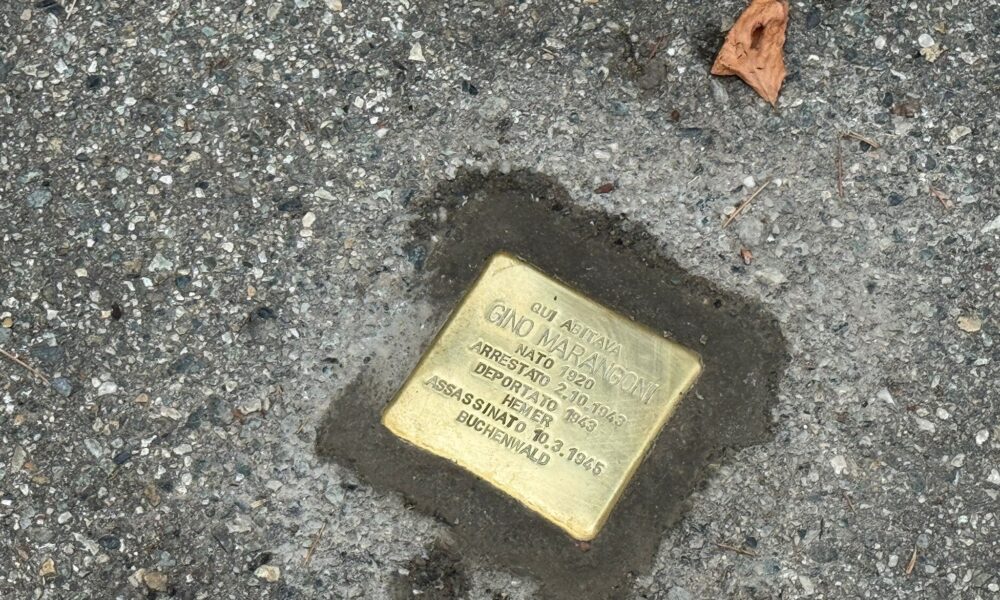 QUI ABITAVA
GINO MARANGONI
NATO 1920
ARRESTATO 2.10.1943
DEPORTATO 1943
HEMER
ASSASSINATO 10.3.1945
BUCHENWALD